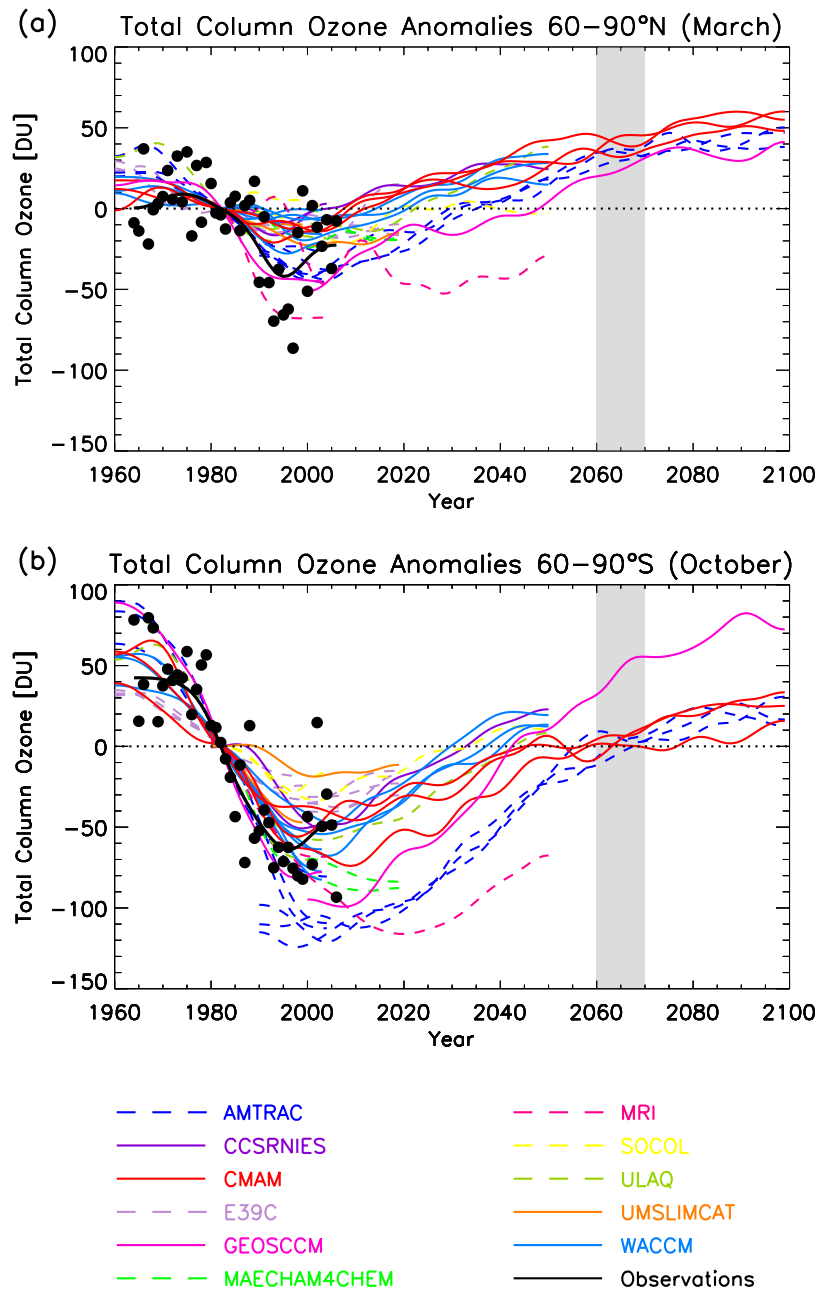 (a) Total Column Ozone Anomalies 60−90°N (March)
100
50
0
−50
−100
−150
Total Column Ozone [DU]
1960 1980 2000 2020 2040 2060 2080 2100
Year
(b) Total Column Ozone Anomalies 60−90°S (October)
100
50
0
−50
−100
−150
Total Column Ozone [DU]
1960 1980 2000 2020 2040 2060 2080 2100
Year
AMTRAC
CCSRNIES
CMAM
E39C
GEOSCCM
MAECHAM4CHEM
MRI
SOCOL
ULAQ
UMSLIMCAT
WACCM
Observations